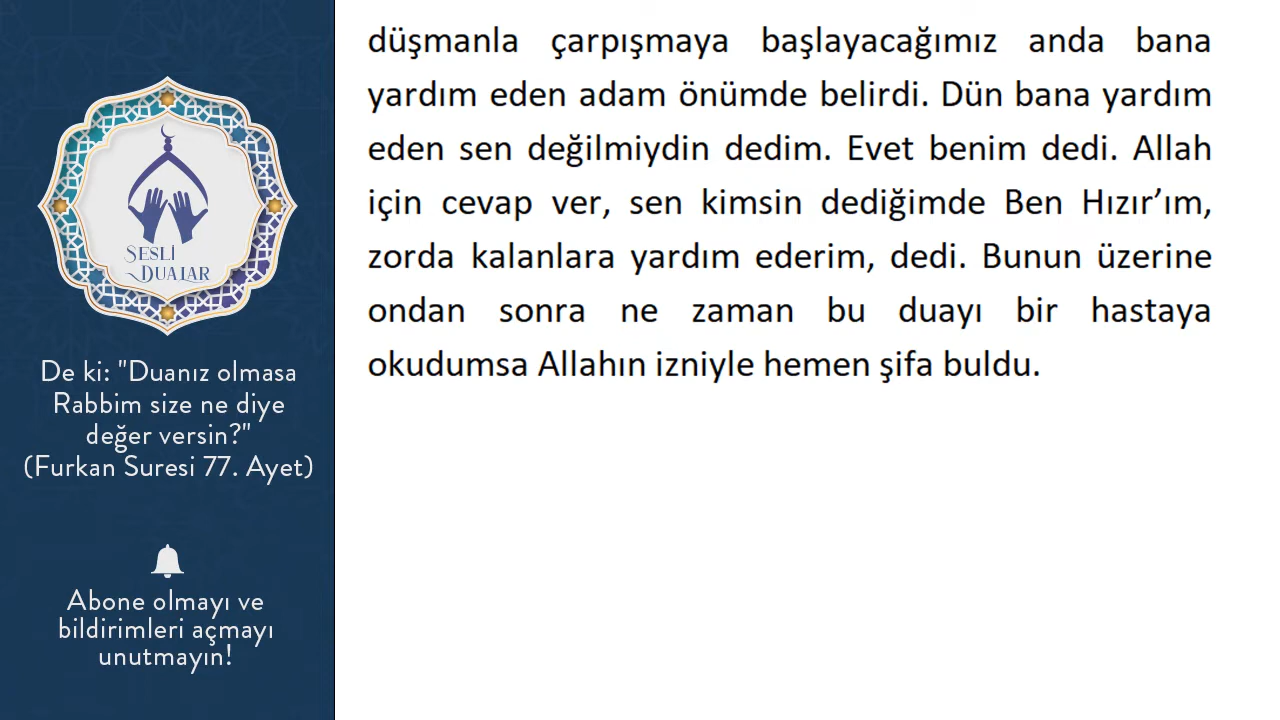 düşmanla çarpışmaya başlayacağımız anda bana
yardım eden adam önümde belirdi. Dün bana yardım
eden sen değilmiydin dedim. Evet benim dedi. Allah
için cevap ver, sen kimsin dediğimde Ben Hızır’ım,
zorda kalanlara yardım ederim, dedi. Bunun üzerine
ondan sonra ne zaman bu duayı bir hastaya
okudumsa Allahın izniyle hemen şifa buldu.
SESLİ
DUALAR
De ki: "Duanız olmasa
Rabbim size ne diye
değer versin?"
(Furkan Suresi 77. Ayet)
Abone olmayı ve
bildirimleri açmayı
unutmayın!